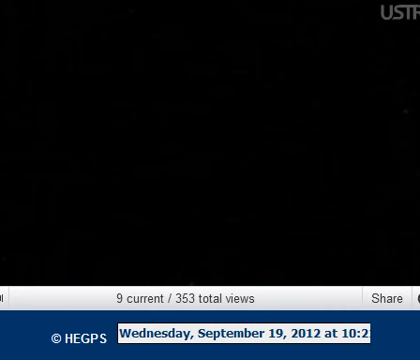 USTR
9 current / 353 total views
Share
© HEGPS
Wednesday, September 19, 2012 at 10:2